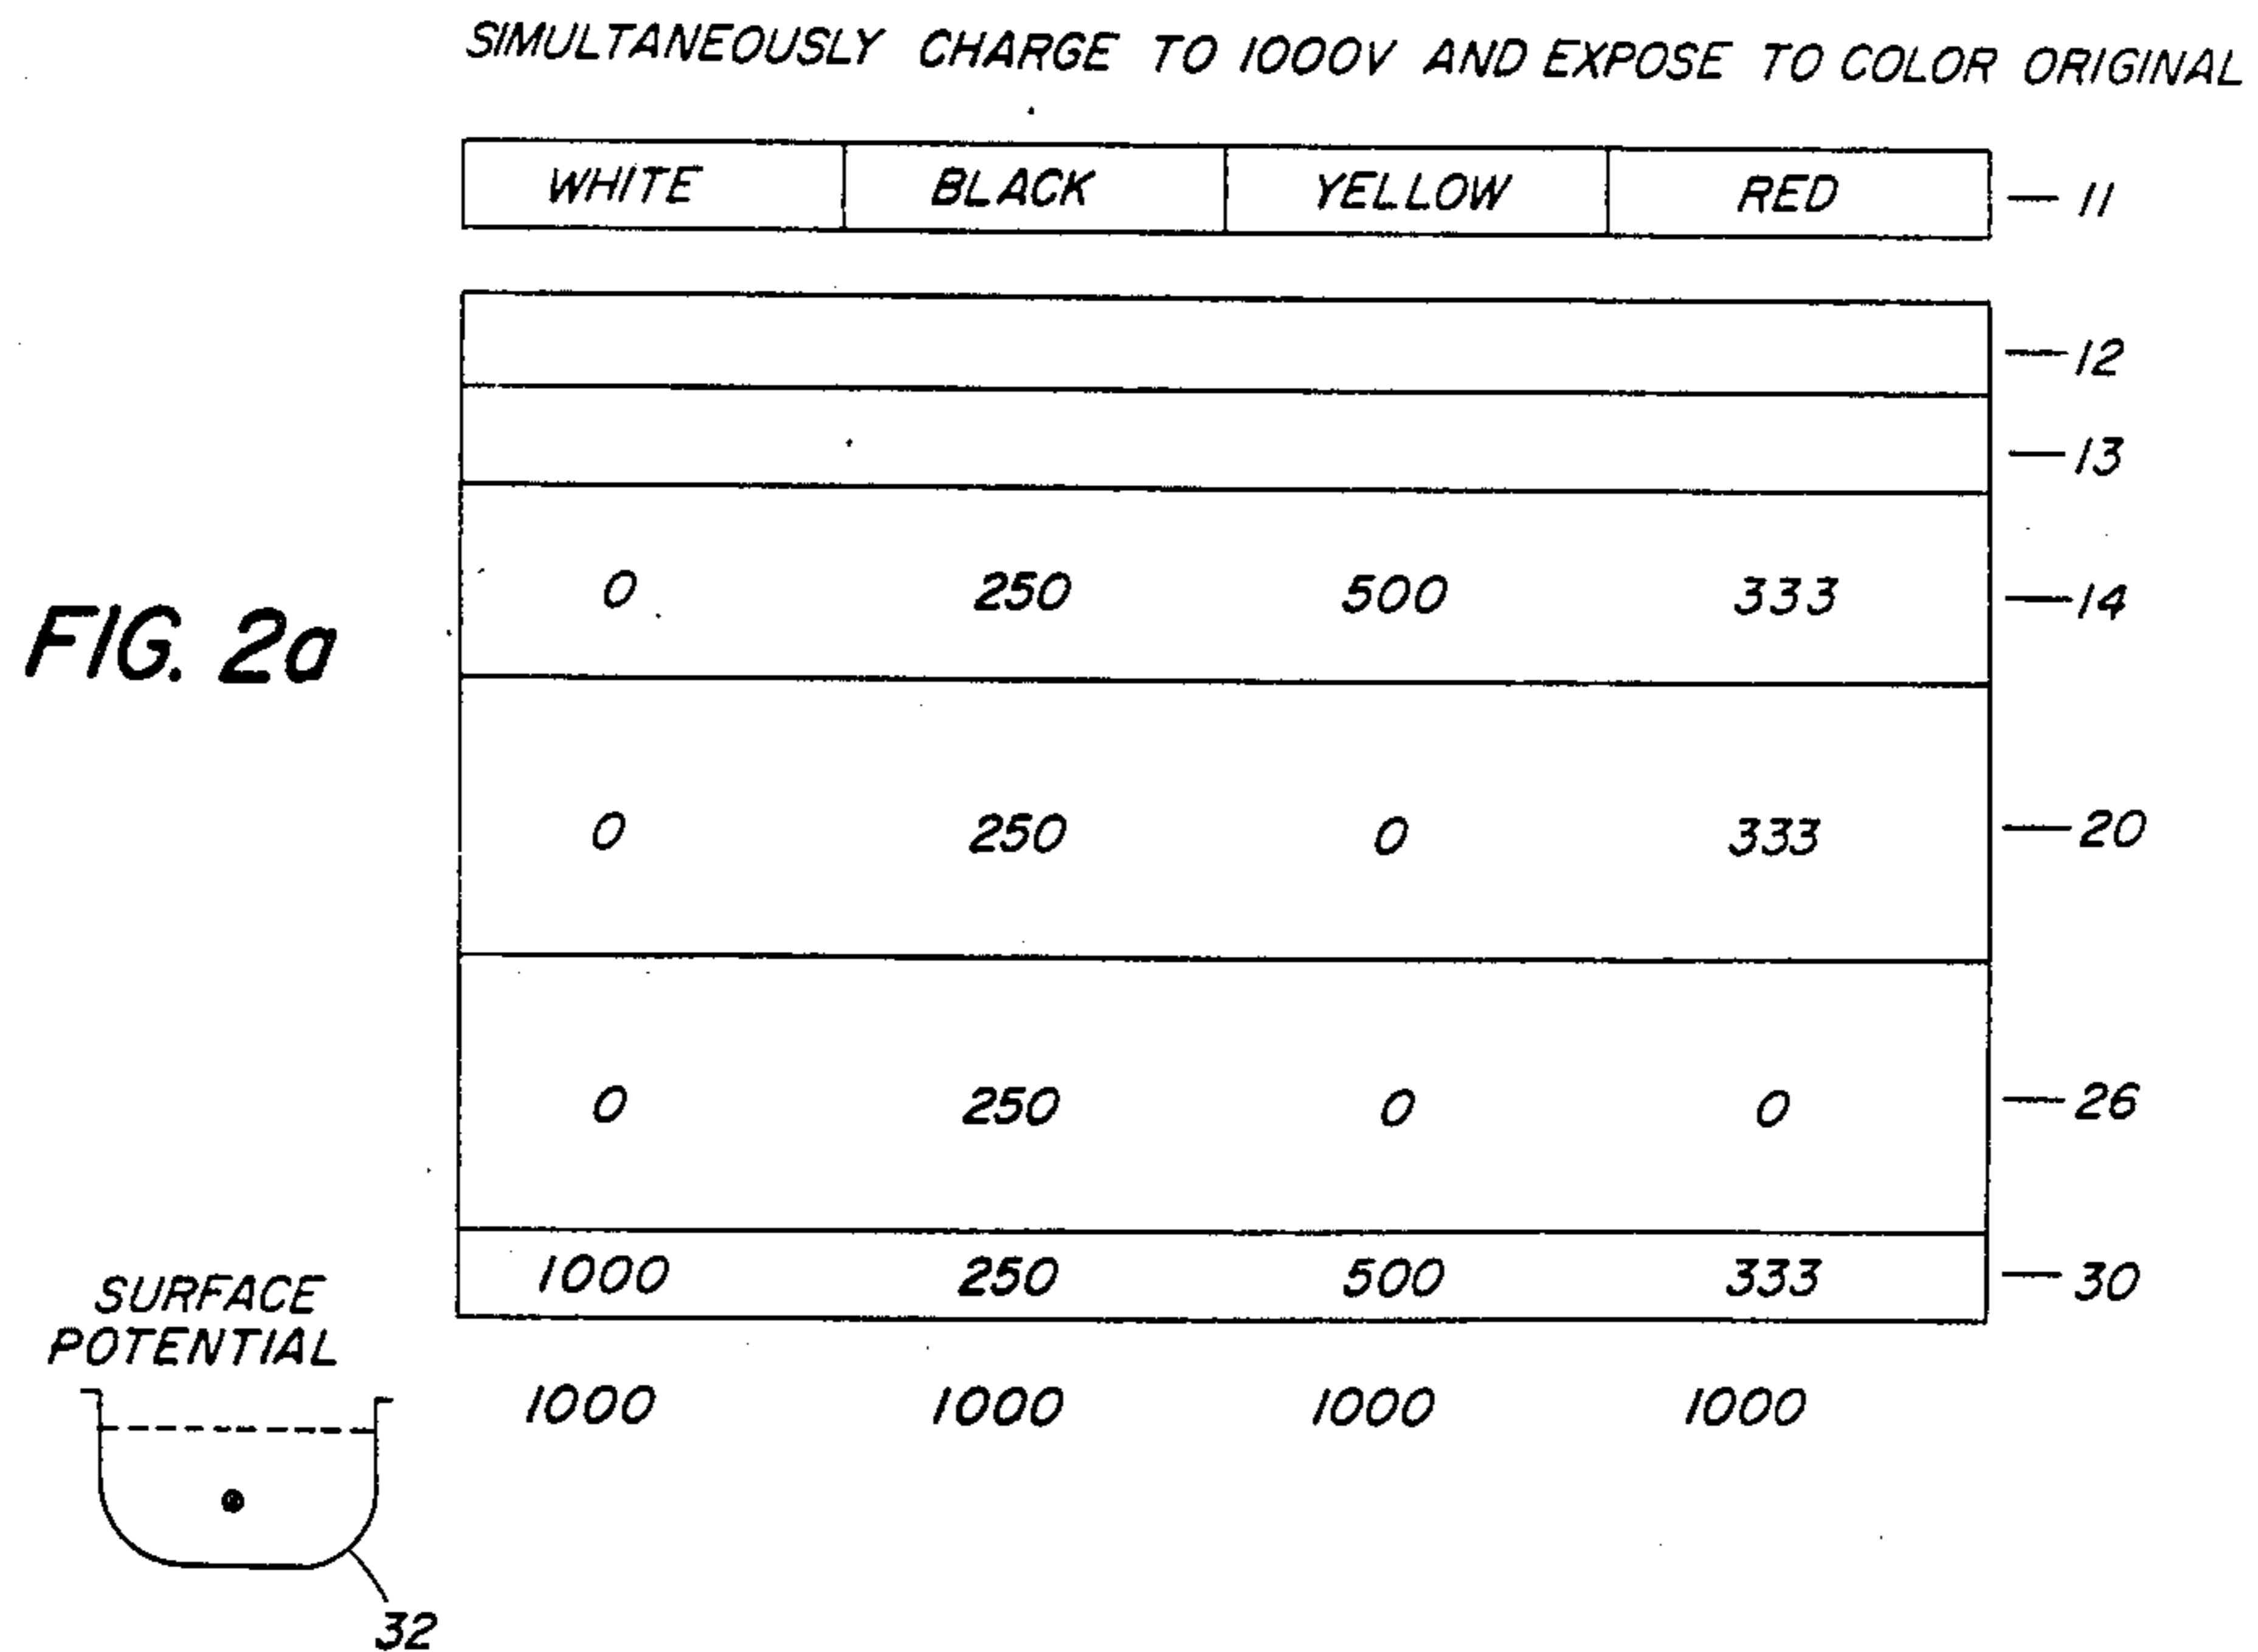 SIMULTANEOUSLY CHARGE TO 1000V AND EXPOSE TO COLOR ORIGINAL
WHITE BLACK YELLOW RED 11
12
13
0 250 500 333 14
FIG. 2a
0 250 0 333 20
0 250 0 0 26
1000 250 500 333 30
SURFACE
POTENTIAL
1000 1000 1000 1000
32